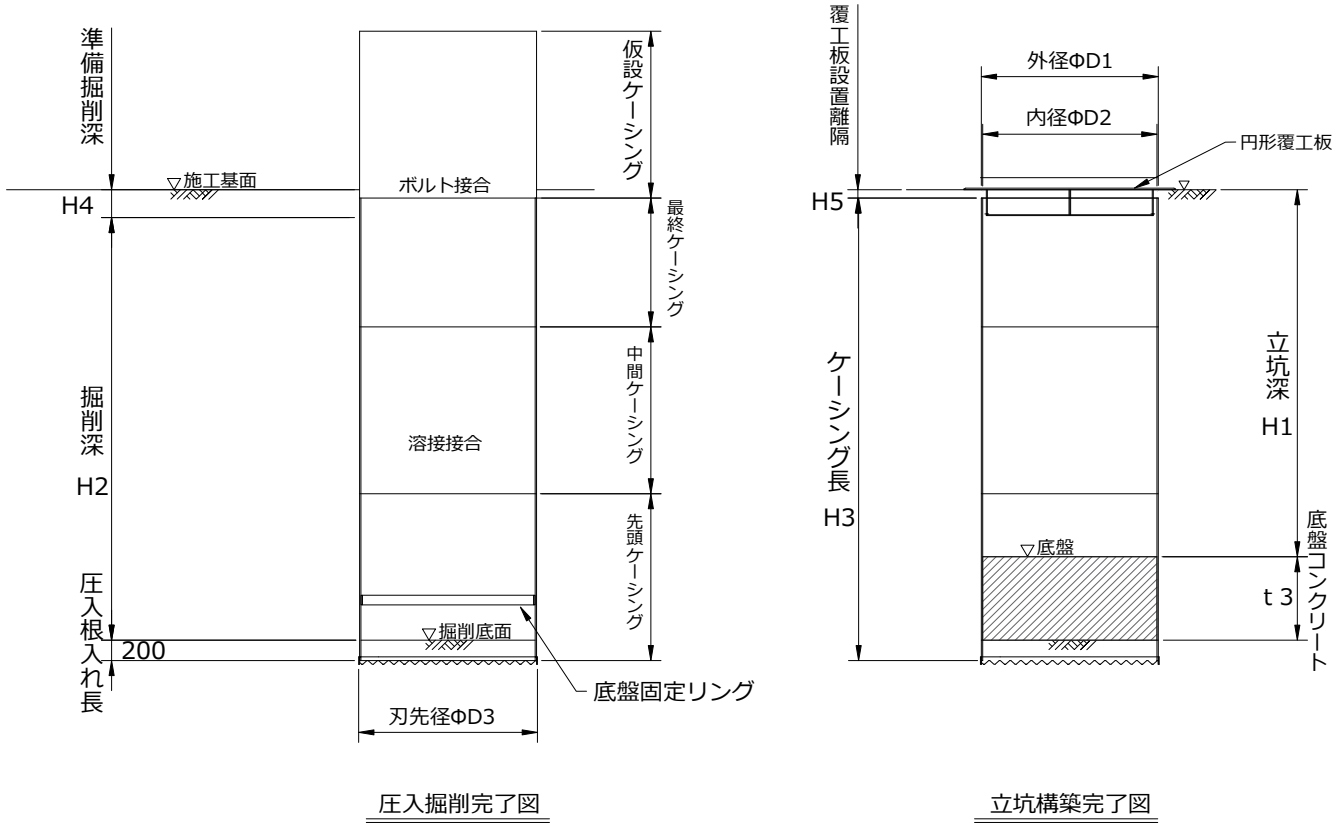 準備掘削深
H4
掘削深
H2
圧入根入れ長
200
施工基面
ボルト接合
溶接接合
掘削底面
底盤固定リング
刃先径ΦD3
仮設ケーシング
最終ケーシング
中間ケーシング
先頭ケーシング
圧入掘削完了図
覆工板設置離隔
H5
ケーシング長
H3
外径ΦD1
内径ΦD2
円形覆工板
立坑深
H1
底盤
t 3
底盤コンクリート
立坑構築完了図